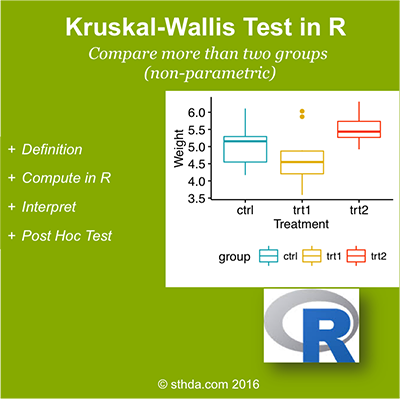 Kruskal-Wallis Test in R
Compare more than two groups
(non-parametric)
+ Definition
+ Compute in R
+ Interpret
+ Post Hoc Test
Weight
6.0
5.5
5.0
4.5
4.0
3.5
ctrl trt1 trt2
Treatment
group ctrl trt1 trt2
R
© sthda.com 2016